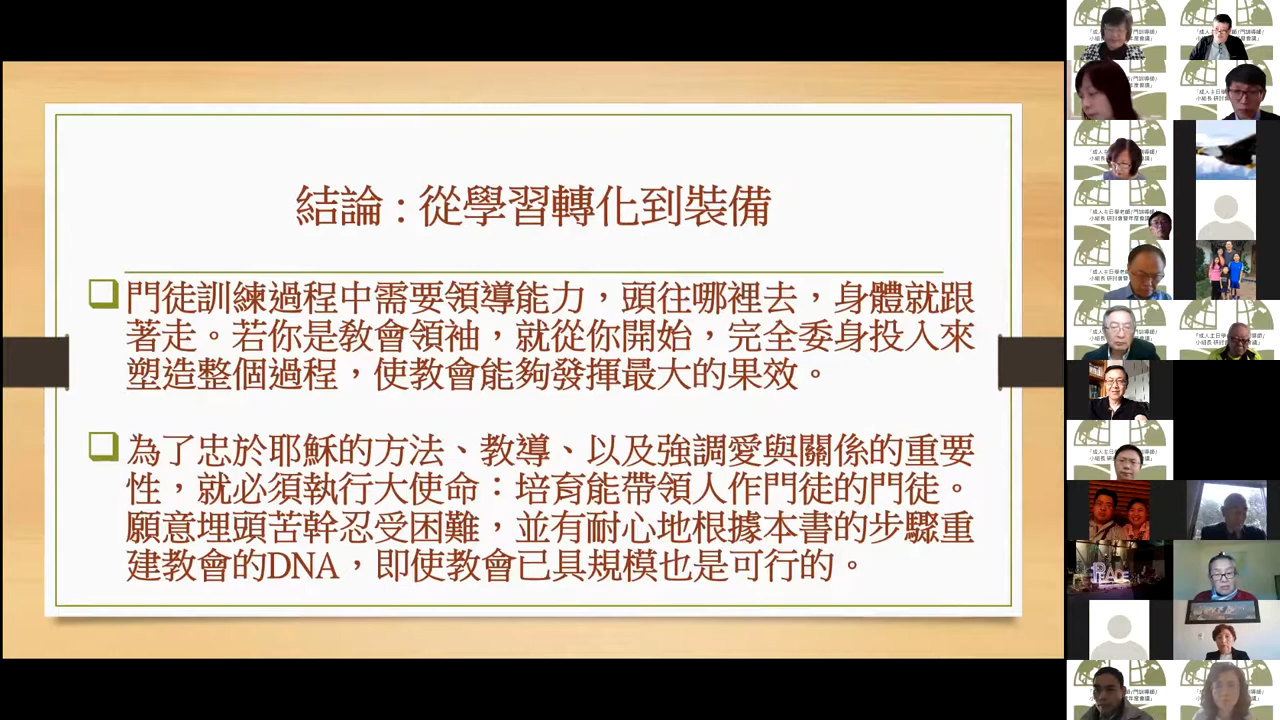 結論 : 從學習轉化到裝備
門徒訓練過程中需要領導能力，頭往哪裡去，身體就跟
著走。若你是教會領袖，就從你開始，完全委身投入來
塑造整個過程，使教會能夠發揮最大的果效。
為了忠於耶穌的方法、教導、以及強調愛與關係的重要
性，就必須執行大使命：培育能帶領人作門徒的門徒。
願意埋頭苦幹忍受困難，並有耐心地根據本書的步驟重
建教會的DNA，即使教會已具規模也是可行的。